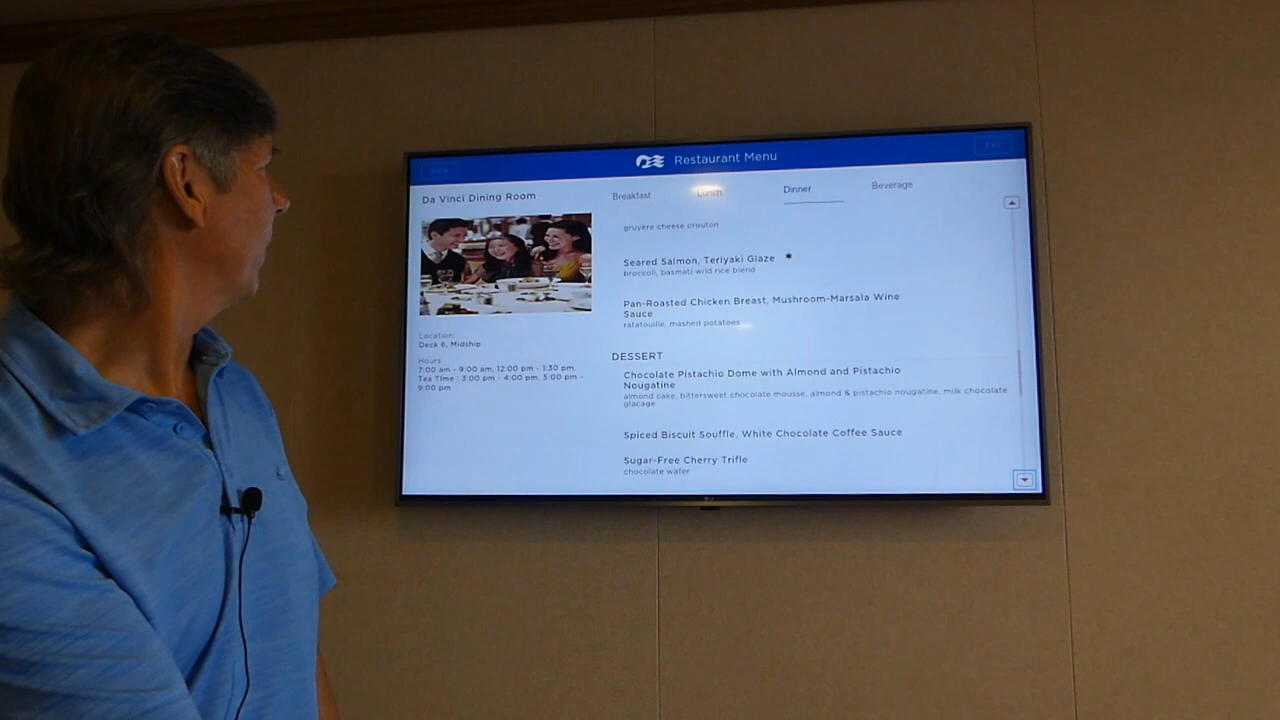 Back
Restaurant Menu
Exit
Da Vinci Dining Room
Breakfast
Lunch
Dinner
Beverage
gruyère cheese crouton
Seared Salmon, Teriyaki Glaze *
broccoli, basmati wild rice blend
Pan-Roasted Chicken Breast, Mushroom-Marsala Wine
Sauce
ratatouille, mashed potatoes
Location:
Deck 6, Midship
Hours
7:00 am - 9:00 am, 12:00 pm - 1:30 pm,
Tea Time : 3:00 pm - 4:00 pm, 5:00 pm -
9:00 pm
DESSERT
Chocolate Pistachio Dome with Almond and Pistachio
Nougatine
almond cake, bittersweet chocolate mousse, almond & pistachio nougatine, milk chocolate
glacage
Spiced Biscuit Souffle, White Chocolate Coffee Sauce
Sugar-Free Cherry Trifle
chocolate wafer
LG